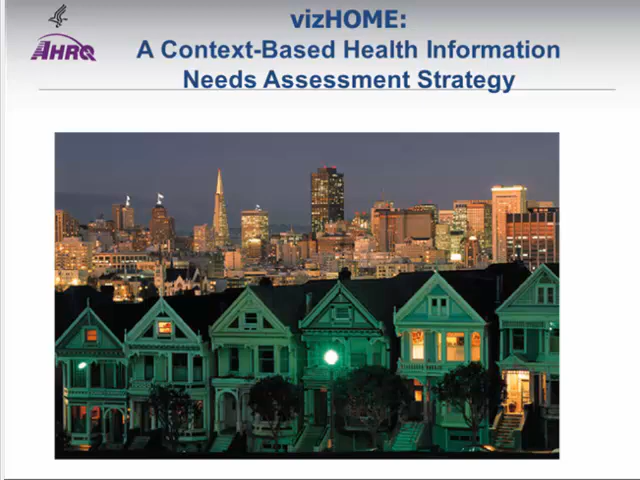 vizHOME:
AHRQ
A Context-Based Health Information
Needs Assessment Strategy